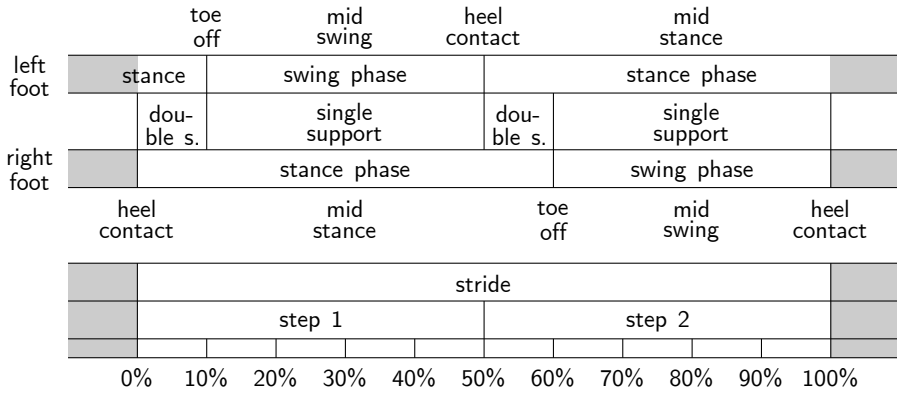 toe mid heel mid
off swing contact stance
left foot stance swing phase stance phase
dou- single dou- single
ble s. support ble s. support
right foot stance phase swing phase
heel mid toe mid heel
contact stance off swing contact
stride
step 1 step 2
0% 10% 20% 30% 40% 50% 60% 70% 80% 90% 100%